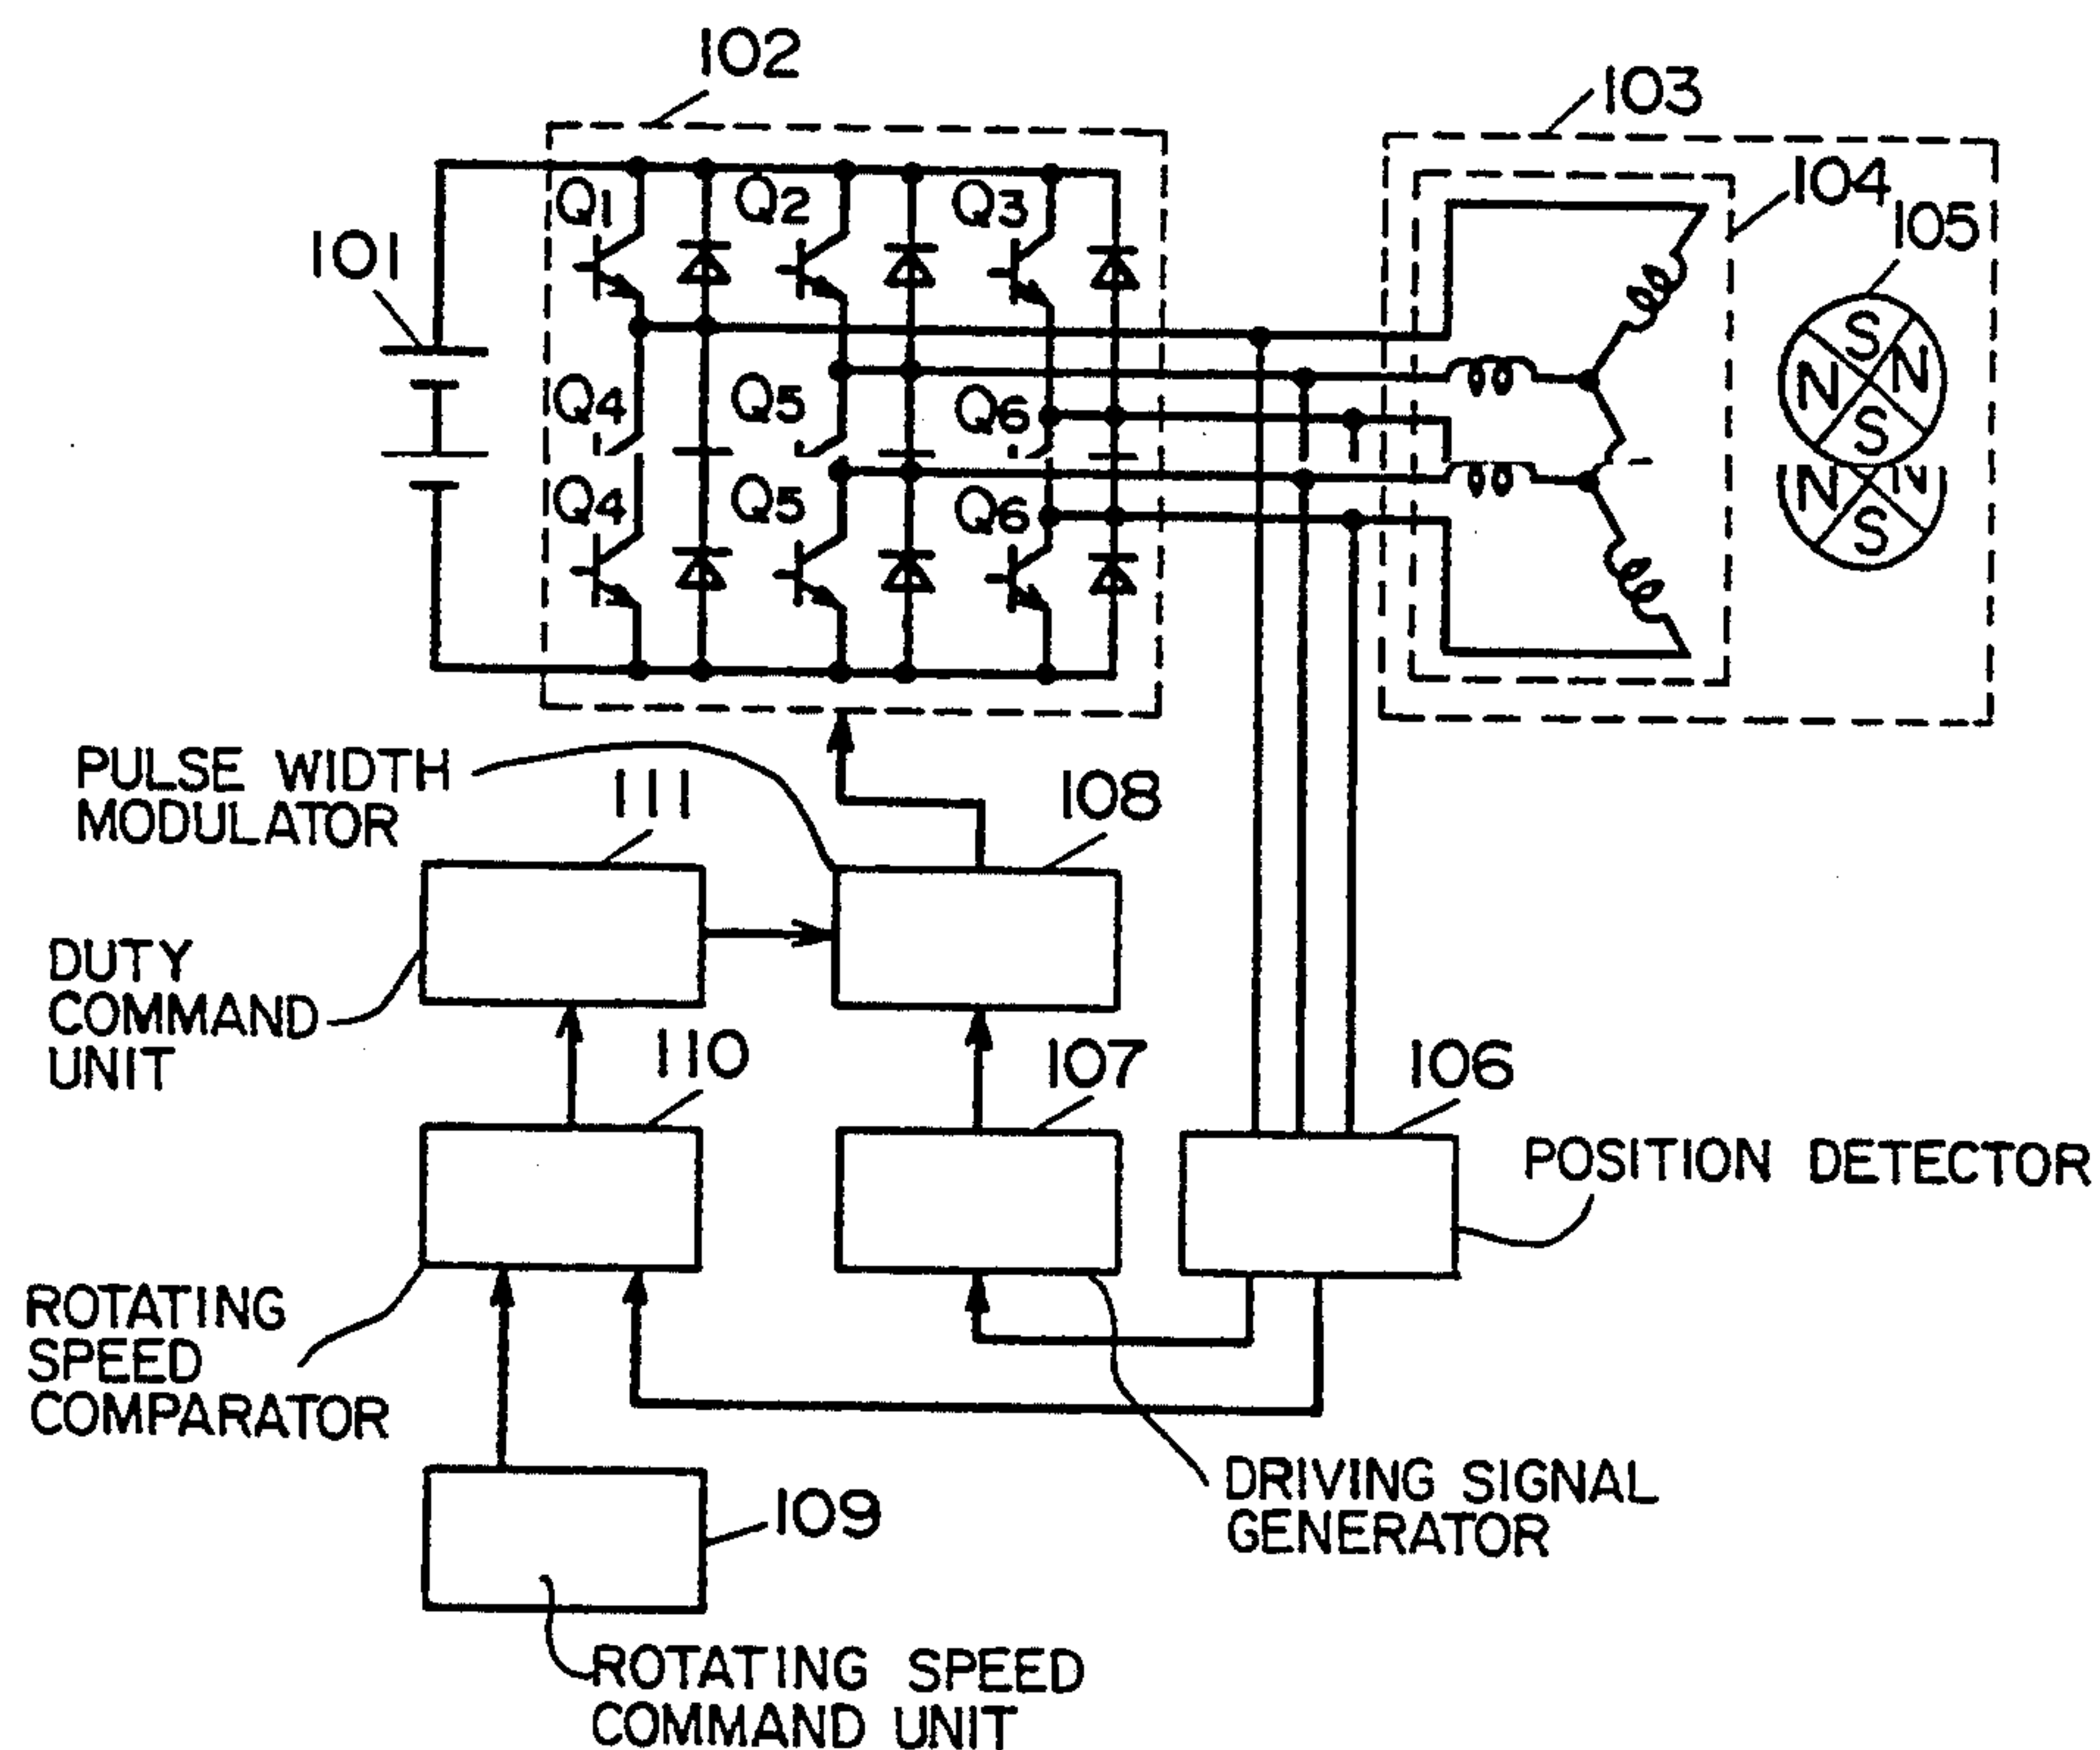 102
103
Q1
Q2
Q3
104
105
101
S
N
N
S
Q4
Q5
Q6
Q4
Q5
Q6
N
N
S
PULSE WIDTH
MODULATOR
111
108
DUTY
COMMAND
UNIT
110
107
106
POSITION DETECTOR
ROTATING
SPEED
COMPARATOR
DRIVING SIGNAL
GENERATOR
109
ROTATING SPEED
COMMAND UNIT